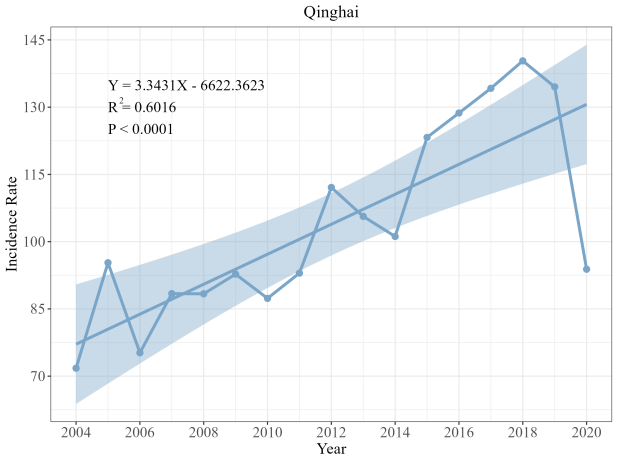 Qinghai
Y = 3.3431X - 6622.3623
R²= 0.6016
P < 0.0001
Incidence Rate
145
130
115
100
85
70
2004 2006 2008 2010 2012 2014 2016 2018 2020
Year